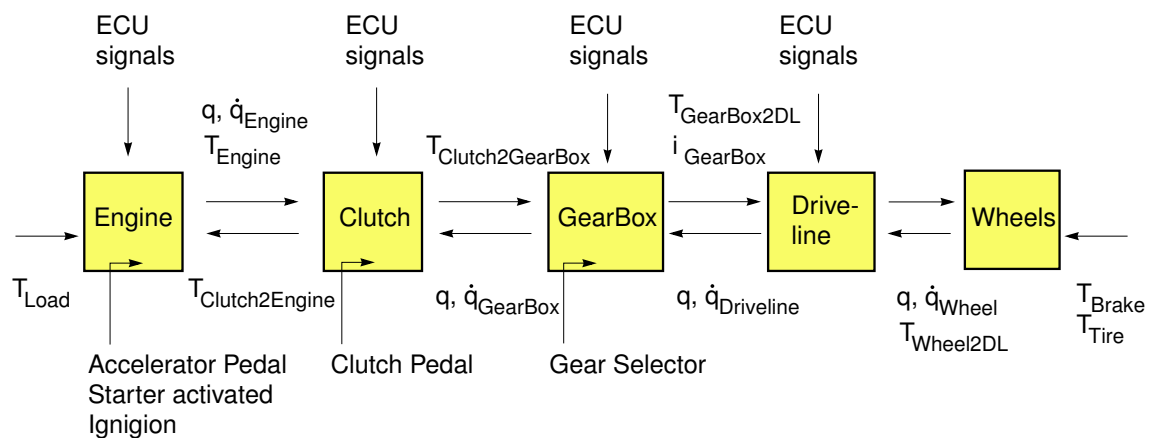 ECU
signals
ECU
signals
ECU
signals
ECU
signals
q, q̇Engine
TEngine
TClutch2GearBox
TGearBox2DL
i GearBox
Engine
Clutch
GearBox
Drive-
line
Wheels
TLoad
TClutch2Engine
q, q̇GearBox
q, q̇Driveline
q, q̇Wheel
TWheel2DL
TBrake
TTire
Accelerator Pedal
Starter activated
Ignigion
Clutch Pedal
Gear Selector